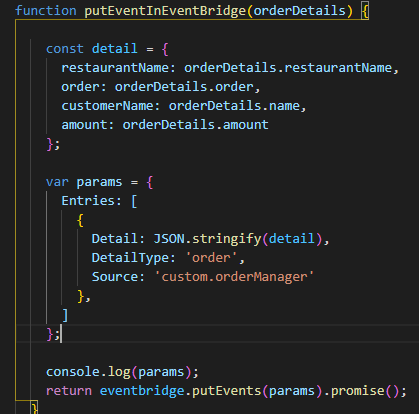 function putEventInEventBridge(orderDetails) {
const detail = {
restaurantName: orderDetails.restaurantName,
order: orderDetails.order,
customerName: orderDetails.name,
amount: orderDetails.amount
};
var params = {
Entries: [
{
Detail: JSON.stringify(detail),
DetailType: 'order',
Source: 'custom.orderManager'
},
]
};
console.log(params);
return eventbridge.putEvents(params).promise();
}